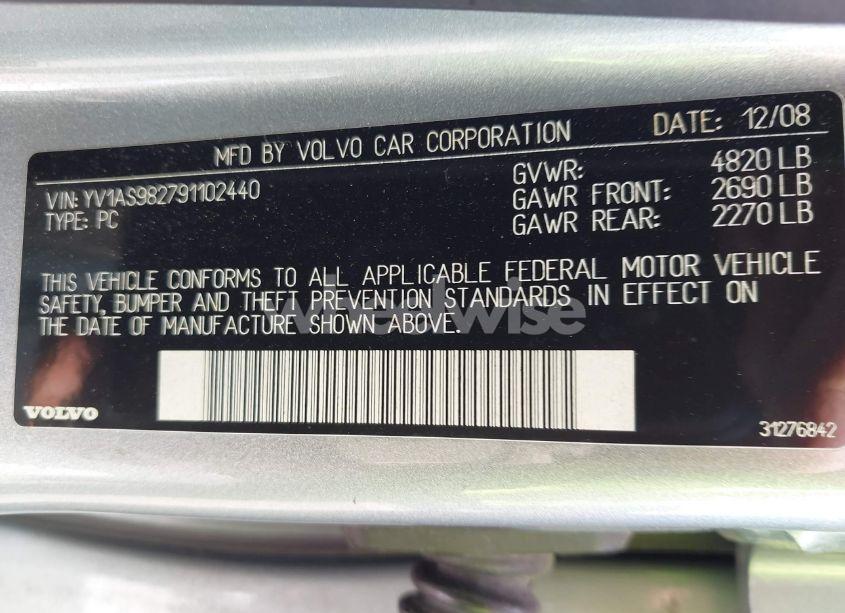 MFD BY VOLVO CAR CORPORATION DATE: 12/08
VIN: YV1AS982791102440
TYPE: PC
GVWR: 4820 LB
GAWR FRONT: 2690 LB
GAWR REAR: 2270 LB
THIS VEHICLE CONFORMS TO ALL APPLICABLE FEDERAL MOTOR VEHICLE
SAFETY, BUMPER AND THEFT PREVENTION STANDARDS IN EFFECT ON
THE DATE OF MANUFACTURE SHOWN ABOVE.
VOLVO
31276842